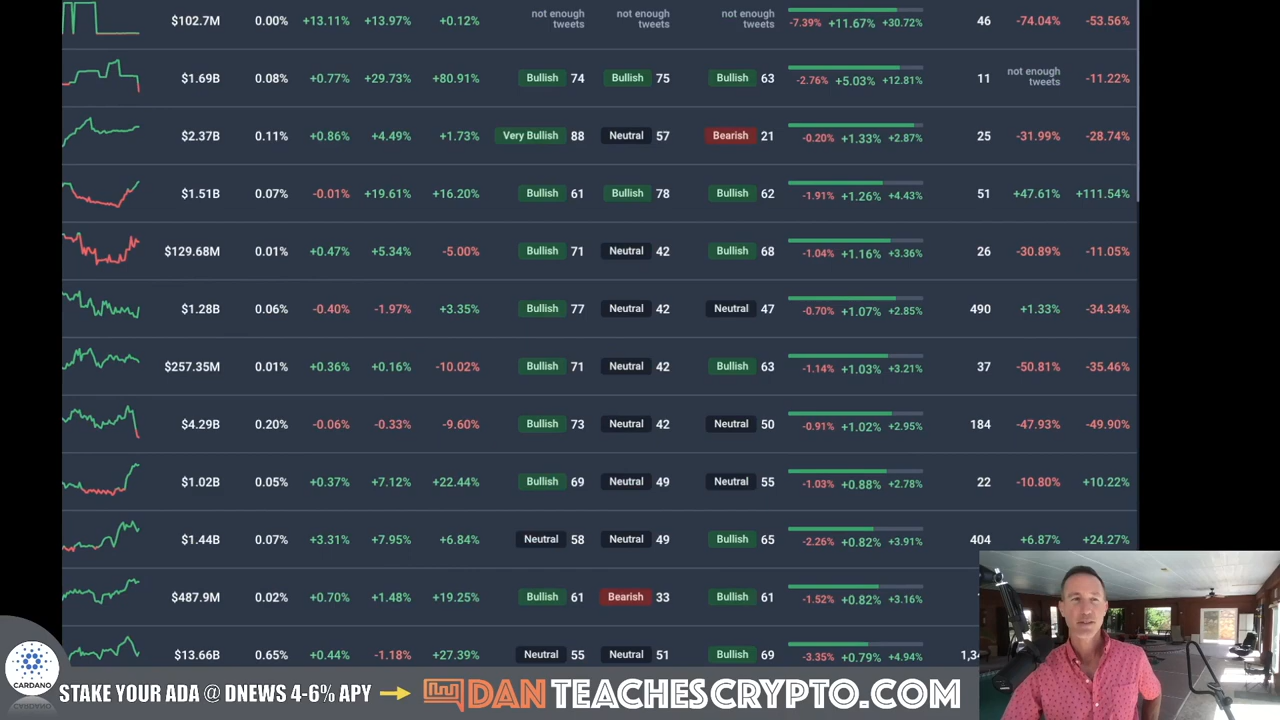 $102.7M 0.00% +13.11% +13.97% +0.12% not enough tweets not enough tweets not enough tweets -7.39% +11.67% +30.72% 46 -74.04% -53.56%
$1.69B 0.08% +0.77% +29.73% +80.91% Bullish 74 Bullish 75 Bullish 63 -2.76% +5.03% +12.81% 11 not enough tweets -11.22%
$2.37B 0.11% +0.86% +4.49% +1.73% Very Bullish 88 Neutral 57 Bearish 21 -0.20% +1.33% +2.87% 25 -31.99% -28.74%
$1.51B 0.07% -0.01% +19.61% +16.20% Bullish 61 Bullish 78 Bullish 62 -1.91% +1.26% +4.43% 51 +47.61% +111.54%
$129.68M 0.01% +0.47% +5.34% -5.00% Bullish 71 Neutral 42 Bullish 68 -1.04% +1.16% +3.36% 26 -30.89% -11.05%
$1.28B 0.06% -0.40% -1.97% +3.35% Bullish 77 Neutral 42 Neutral 47 -0.70% +1.07% +2.85% 490 +1.33% -34.34%
$257.35M 0.01% +0.36% +0.16% -10.02% Bullish 71 Neutral 42 Bullish 63 -1.14% +1.03% +3.21% 37 -50.81% -35.46%
$4.29B 0.20% -0.06% -0.33% -9.60% Bullish 73 Neutral 42 Neutral 50 -0.91% +1.02% +2.95% 184 -47.93% -49.90%
$1.02B 0.05% +0.37% +7.12% +22.44% Bullish 69 Neutral 49 Neutral 55 -1.03% +0.88% +2.78% 22 -10.80% +10.22%
$1.44B 0.07% +3.31% +7.95% +6.84% Neutral 58 Neutral 49 Bullish 65 -2.26% +0.82% +3.91% 404 +6.87% +24.27%
$487.9M 0.02% +0.70% +1.48% +19.25% Bullish 61 Bearish 33 Bullish 61 -1.52% +0.82% +3.16%
$13.66B 0.65% +0.44% -1.18% +27.39% Neutral 55 Neutral 51 Bullish 69 -3.35% +0.79% +4.94%
CARDANO
STAKE YOUR ADA @ DNEWS 4-6% APY DANTEACHESCRYPTO.COM